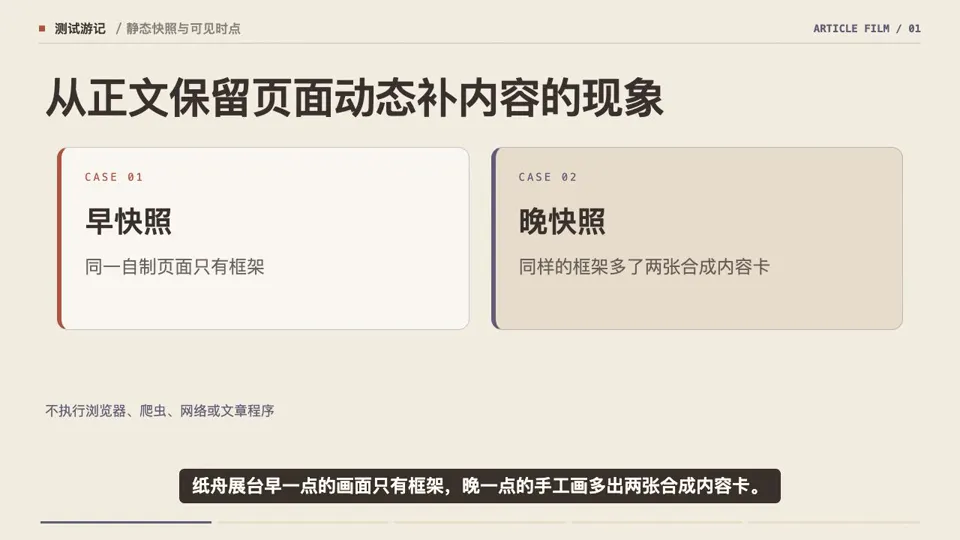 测试游记 / 静态快照与可见时点
ARTICLE FILM / 01
从正文保留页面动态补内容的现象
CASE 01
早快照
同一自制页面只有框架
CASE 02
晚快照
同样的框架多了两张合成内容卡
不执行浏览器、爬虫、网络或文章程序
纸舟展台早一点的画面只有框架，晚一点的手工画多出两张合成内容卡。